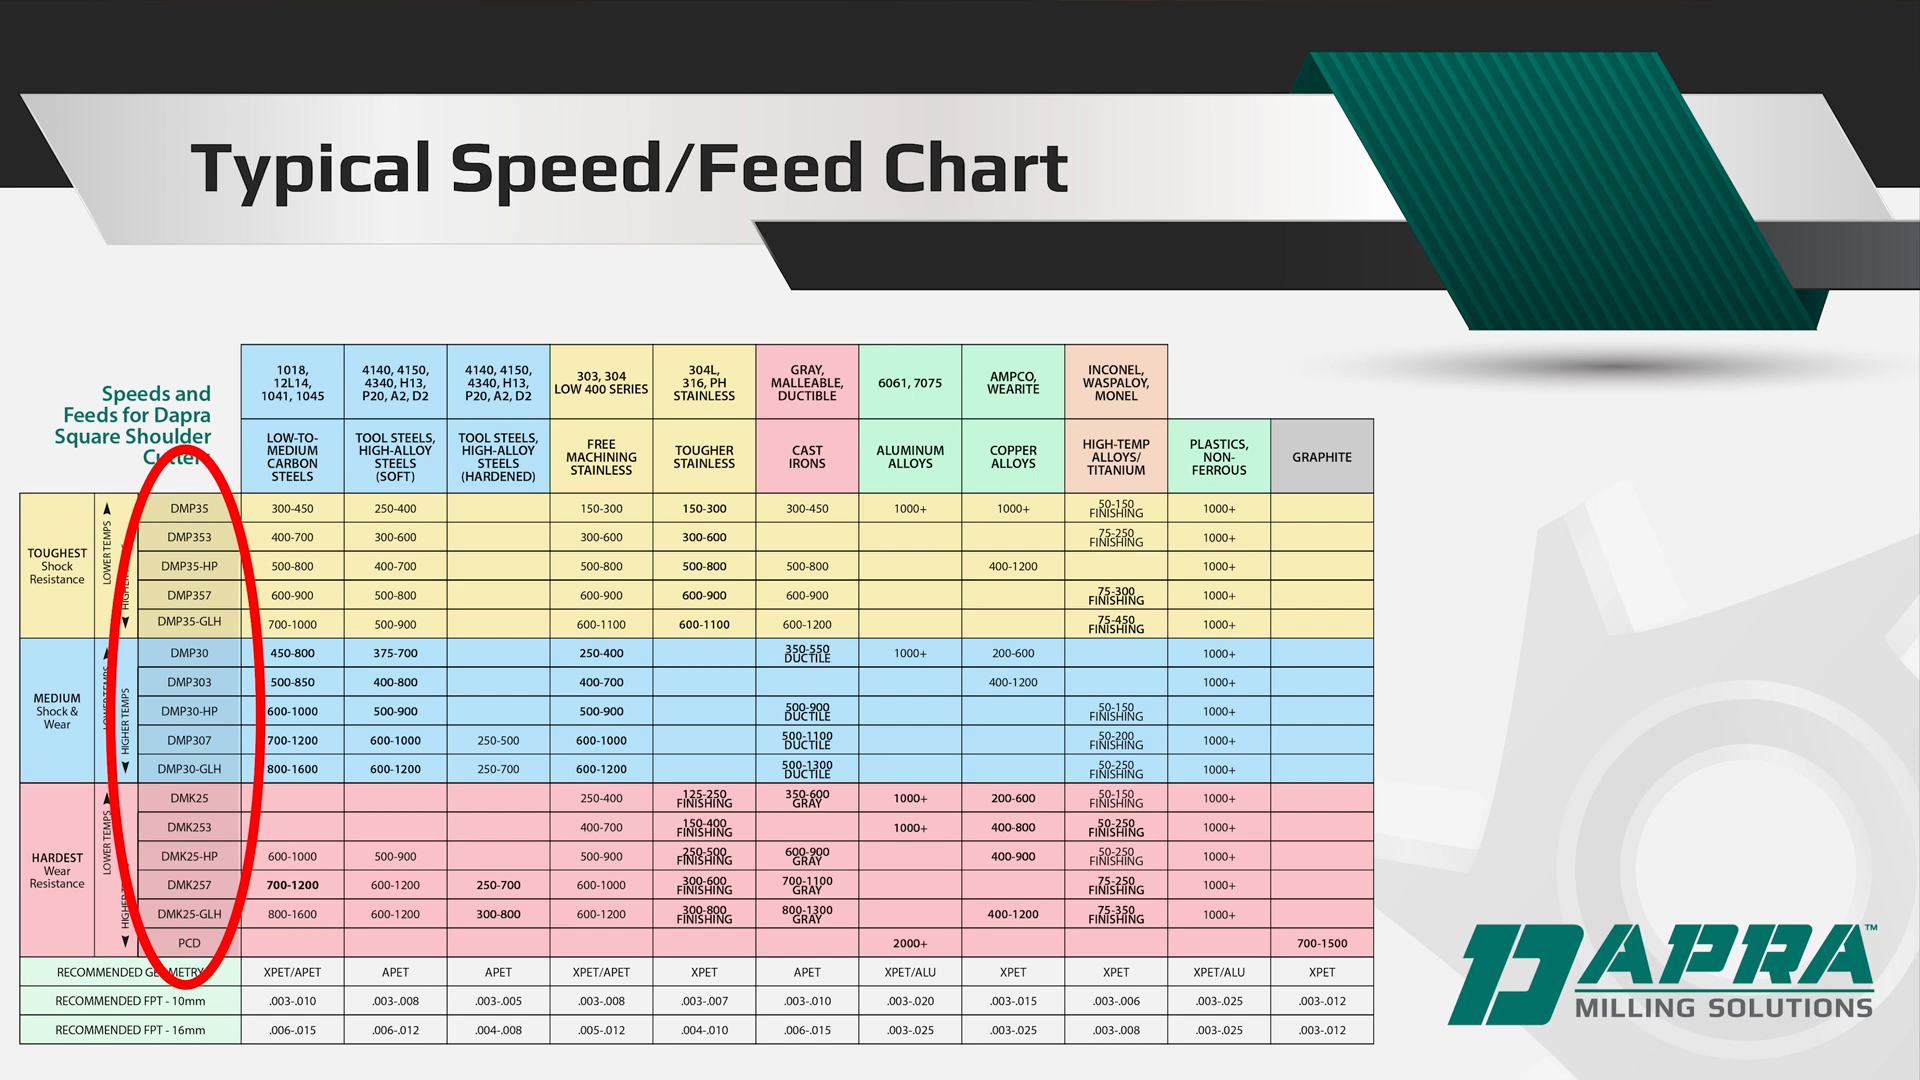 Typical Speed/Feed Chart
Speeds and
Feeds for Dapra
Square Shoulder
Cutters
1018,
12L14,
1041, 1045
4140, 4150,
4340, H13,
P20, A2, D2
4140, 4150,
4340, H13,
P20, A2, D2
303, 304
LOW 400 SERIES
304L,
316, PH
STAINLESS
GRAY,
MALLEABLE,
DUCTILE
6061, 7075
AMPCO,
WEARITE
INCONEL,
WASPALOY,
MONEL
LOW-TO-
MEDIUM
CARBON
STEELS
TOOL STEELS,
HIGH-ALLOY
STEELS
(SOFT)
TOOL STEELS,
HIGH-ALLOY
STEELS
(HARDENED)
FREE
MACHINING
STAINLESS
TOUGHER
STAINLESS
CAST
IRONS
ALUMINUM
ALLOYS
COPPER
ALLOYS
HIGH-TEMP
ALLOYS/
TITANIUM
PLASTICS,
NON-
FERROUS
GRAPHITE
TOUGHEST
Shock
Resistance
LOWER TEMPS
HIGHER
DMP35 300-450 250-400 150-300 150-300 300-450 1000+ 1000+ 50-150 FINISHING 1000+
DMP353 400-700 300-600 300-600 300-600 75-250 FINISHING 1000+
DMP35-HP 500-800 400-700 500-800 500-800 500-800 400-1200 1000+
DMP357 600-900 500-800 600-900 600-900 600-900 75-300 FINISHING 1000+
DMP35-GLH 700-1000 500-900 600-1100 600-1100 600-1200 75-450 FINISHING 1000+
MEDIUM
Shock &
Wear
LOWER TEMPS
HIGHER TEMPS
DMP30 450-800 375-700 250-400 350-550 DUCTILE 1000+ 200-600 1000+
DMP303 500-850 400-800 400-700 400-1200 1000+
DMP30-HP 600-1000 500-900 500-900 500-900 DUCTILE 50-150 FINISHING 1000+
DMP307 700-1200 600-1000 250-500 600-1000 500-1100 DUCTILE 50-200 FINISHING 1000+
DMP30-GLH 800-1600 600-1200 250-700 600-1200 500-1300 DUCTILE 50-250 FINISHING 1000+
HARDEST
Wear
Resistance
LOWER TEMPS
HIGHER
DMK25 250-400 125-250 FINISHING 350-600 GRAY 1000+ 200-600 50-150 FINISHING 1000+
DMK253 400-700 150-400 FINISHING 1000+ 400-800 50-250 FINISHING 1000+
DMK25-HP 600-1000 500-900 500-900 250-500 FINISHING 600-900 GRAY 400-900 50-250 FINISHING 1000+
DMK257 700-1200 600-1200 250-700 600-1000 300-600 FINISHING 700-1100 GRAY 75-250 FINISHING 1000+
DMK25-GLH 800-1600 600-1200 300-800 600-1200 300-800 FINISHING 800-1300 GRAY 400-1200 75-350 FINISHING 1000+
PCD 2000+ 700-1500
RECOMMENDED GEOMETRY XPET/APET APET APET XPET/APET XPET APET XPET/ALU XPET XPET XPET/ALU XPET
RECOMMENDED FPT - 10mm .003-.010 .003-.008 .003-.005 .003-.008 .003-.007 .003-.010 .003-.020 .003-.015 .003-.006 .003-.025 .003-.012
RECOMMENDED FPT - 16mm .006-.015 .006-.012 .004-.008 .005-.012 .004-.010 .006-.015 .003-.025 .003-.025 .003-.008 .003-.025 .003-.012
DAPRA™
MILLING SOLUTIONS